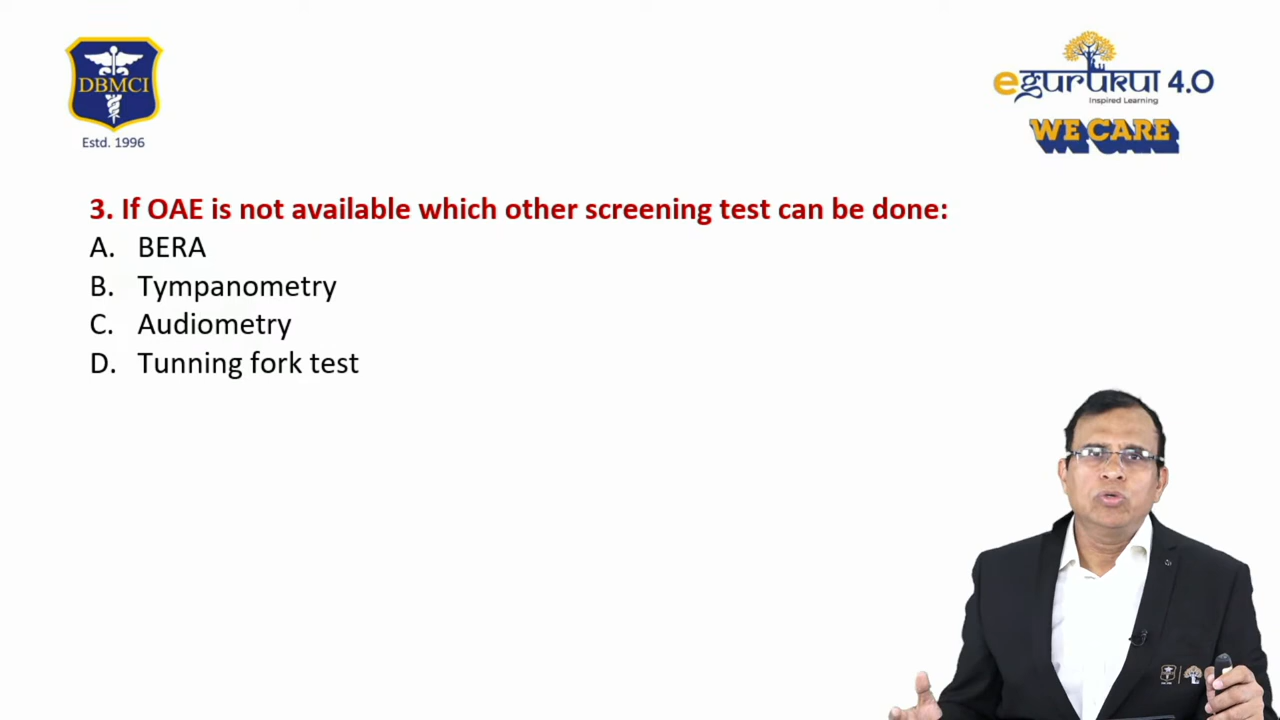 DBMCI
Estd. 1996
eGurukul 4.0
Inspired Learning
WE CARE
3. If OAE is not available which other screening test can be done:
A. BERA
B. Tympanometry
C. Audiometry
D. Tunning fork test